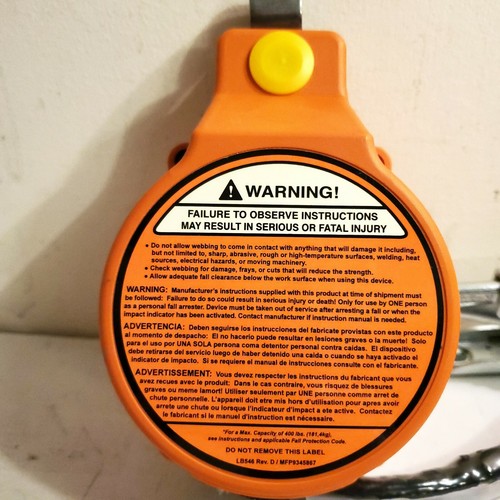 WARNING!
FAILURE TO OBSERVE INSTRUCTIONS
MAY RESULT IN SERIOUS OR FATAL INJURY
• Do not allow webbing to come in contact with anything that will damage it including,
but not limited to, sharp, abrasive, rough or high-temperature surfaces, welding, heat
sources, electrical hazards, or moving machinery.
• Check webbing for damage, frays, or cuts that will reduce the strength.
• Allow adequate fall clearance below the work surface when using this device.
WARNING: Manufacturer's instructions supplied with this product at time of shipment must
be followed: Failure to do so could result in serious injury or death! Only for use by ONE person
as a personal fall arrester. Device must be taken out of service after arresting a fall or when the
impact indicator has been activated. Contact manufacturer if instruction manual is needed.
ADVERTENCIA: Deben seguirse los instrucciones del fabricate provistas con este producto
al momento de despacho: El no hacerlo puede resultar en lesiones graves o la muerte! Solo
para el uso por UNA SOLA persona coma detentor personal contra caidas. El dispositivo
debe retirarse del servicio luego de haber detenido una caida o cuando se haya activado el
indicador de impacto. Si se requiere el manual de instrucciones consulte con el fabricante.
ADVERTISSEMENT: Vous devez respecter les instructions du fabricant que vous
avez recues avec le produit: Dans le cas contraire, vous risquez de blessures
graves ou meme lamort! Utiliser seulement par UNE personne comme arret de
chute personnelle. L'appareil doit etre mis hors d'utilisation pour apres avoir
arrete une chute ou lorsque l'indicateur d'impact a ete active. Contactez
le fabricant si le manuel d'instruction est nécessaire.
*For a Max. Capacity of 400 lbs. (181.4kg).
see instructions and applicable Fall Protection Code.
DO NOT REMOVE THIS LABEL
LB546 Rev. D / MFP9345867